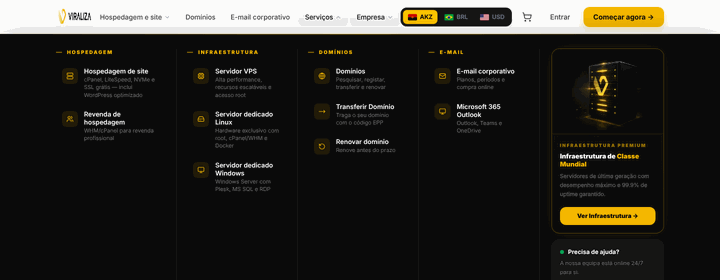 VIRALIZA
Hospedagem e site
Domínios
E-mail corporativo
Serviços
Empresa
AKZ
BRL
USD
Entrar
Começar agora →
HOSPEDAGEM
Hospedagem de site
cPanel, LiteSpeed, NVMe e
SSL grátis — inclui
WordPress optimizado
Revenda de
hospedagem
WHM/cPanel para revenda
profissional
INFRAESTRUTURA
Servidor VPS
Alta performance,
recursos escaláveis e
acesso root
Servidor dedicado
Linux
Hardware exclusivo com
root, cPanel/WHM e
Docker
Servidor dedicado
Windows
Windows Server com
Plesk, MS SQL e RDP
DOMÍNIOS
Domínios
Pesquisar, registar,
transferir e renovar
Transferir Domínio
Traga o seu domínio
com o código EPP
Renovar domínio
Renove antes do prazo
E-MAIL
E-mail corporativo
Planos, períodos e
compra online
Microsoft 365
Outlook
Outlook, Teams e
OneDrive
INFRAESTRUTURA PREMIUM
Infraestrutura de Classe
Mundial
Servidores de última geração com
desempenho máximo e 99.9% de
uptime garantido.
Ver Infraestrutura →
Precisa de ajuda?
A nossa equipa está online 24/7
para si.